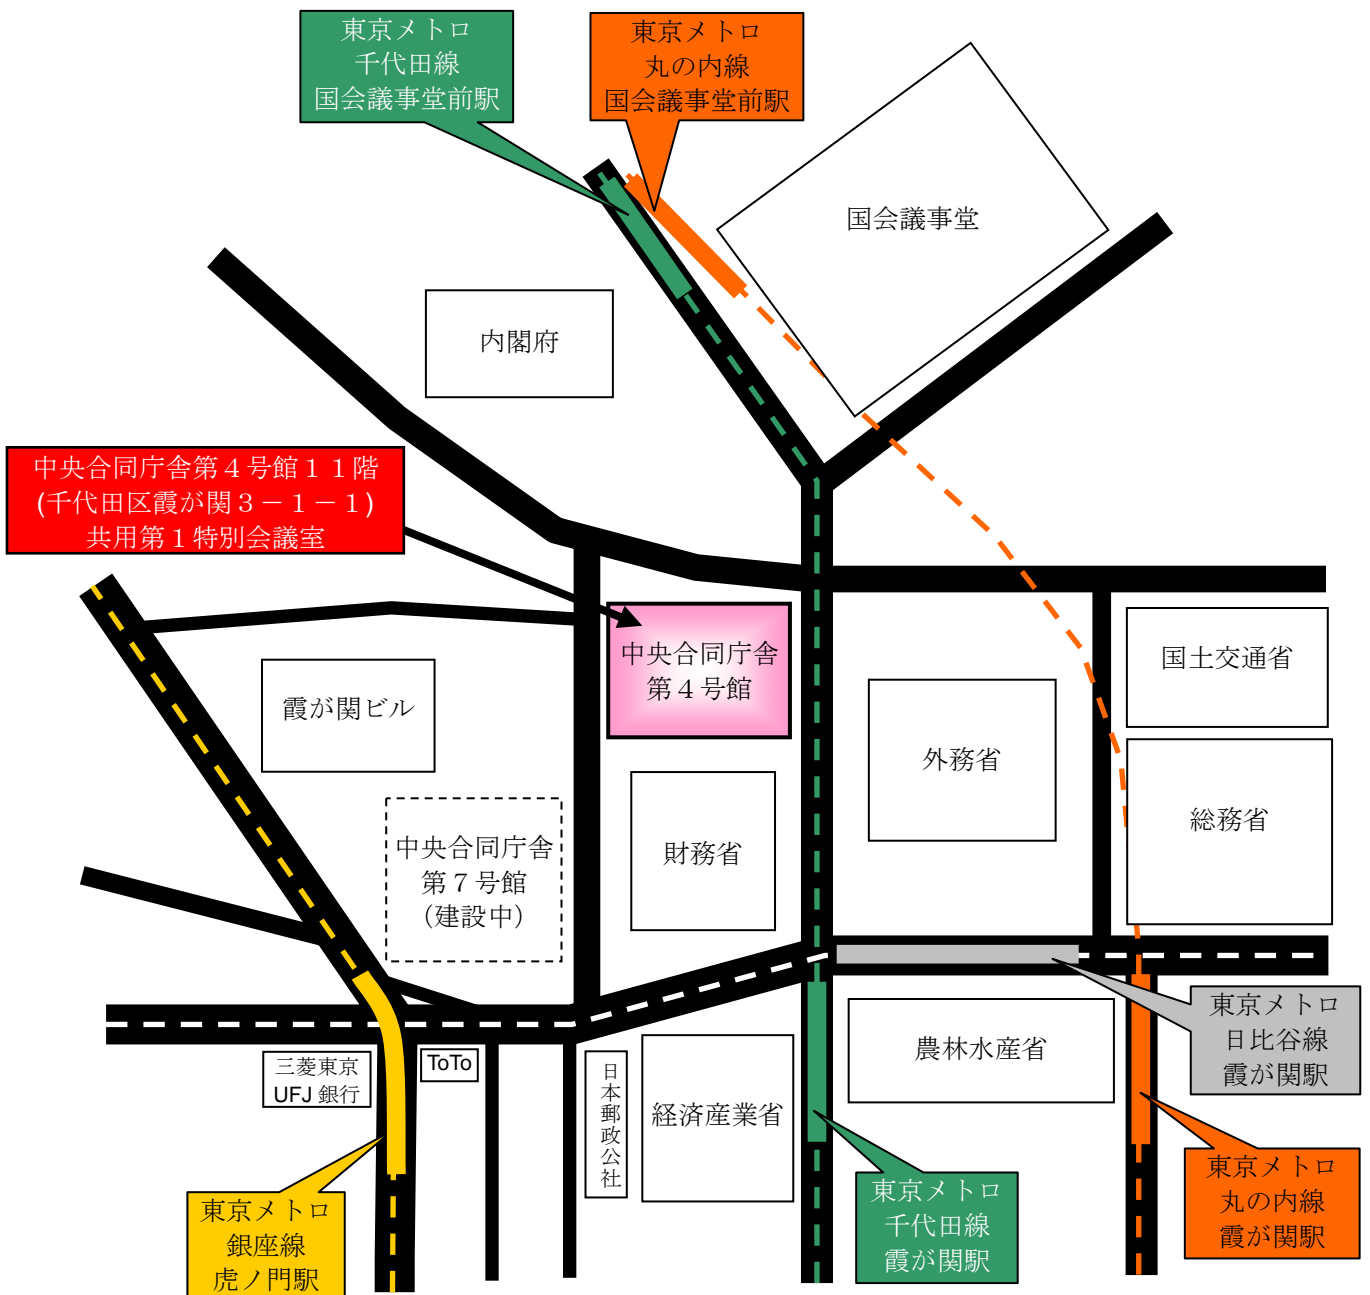 東京メトロ
千代田線
国会議事堂前駅
東京メトロ
丸の内線
国会議事堂前駅
国会議事堂
内閣府
中央合同庁舎第４号館１１階
(千代田区霞が関３－１－１)
共用第１特別会議室
中央合同庁舎
第４号館
国土交通省
霞が関ビル
外務省
総務省
中央合同庁舎
第７号館
（建設中）
財務省
東京メトロ
日比谷線
霞が関駅
農林水産省
三菱東京
UFJ 銀行
ToTo
日本郵政公社
経済産業省
東京メトロ
丸の内線
霞が関駅
東京メトロ
千代田線
霞が関駅
東京メトロ
銀座線
虎ノ門駅